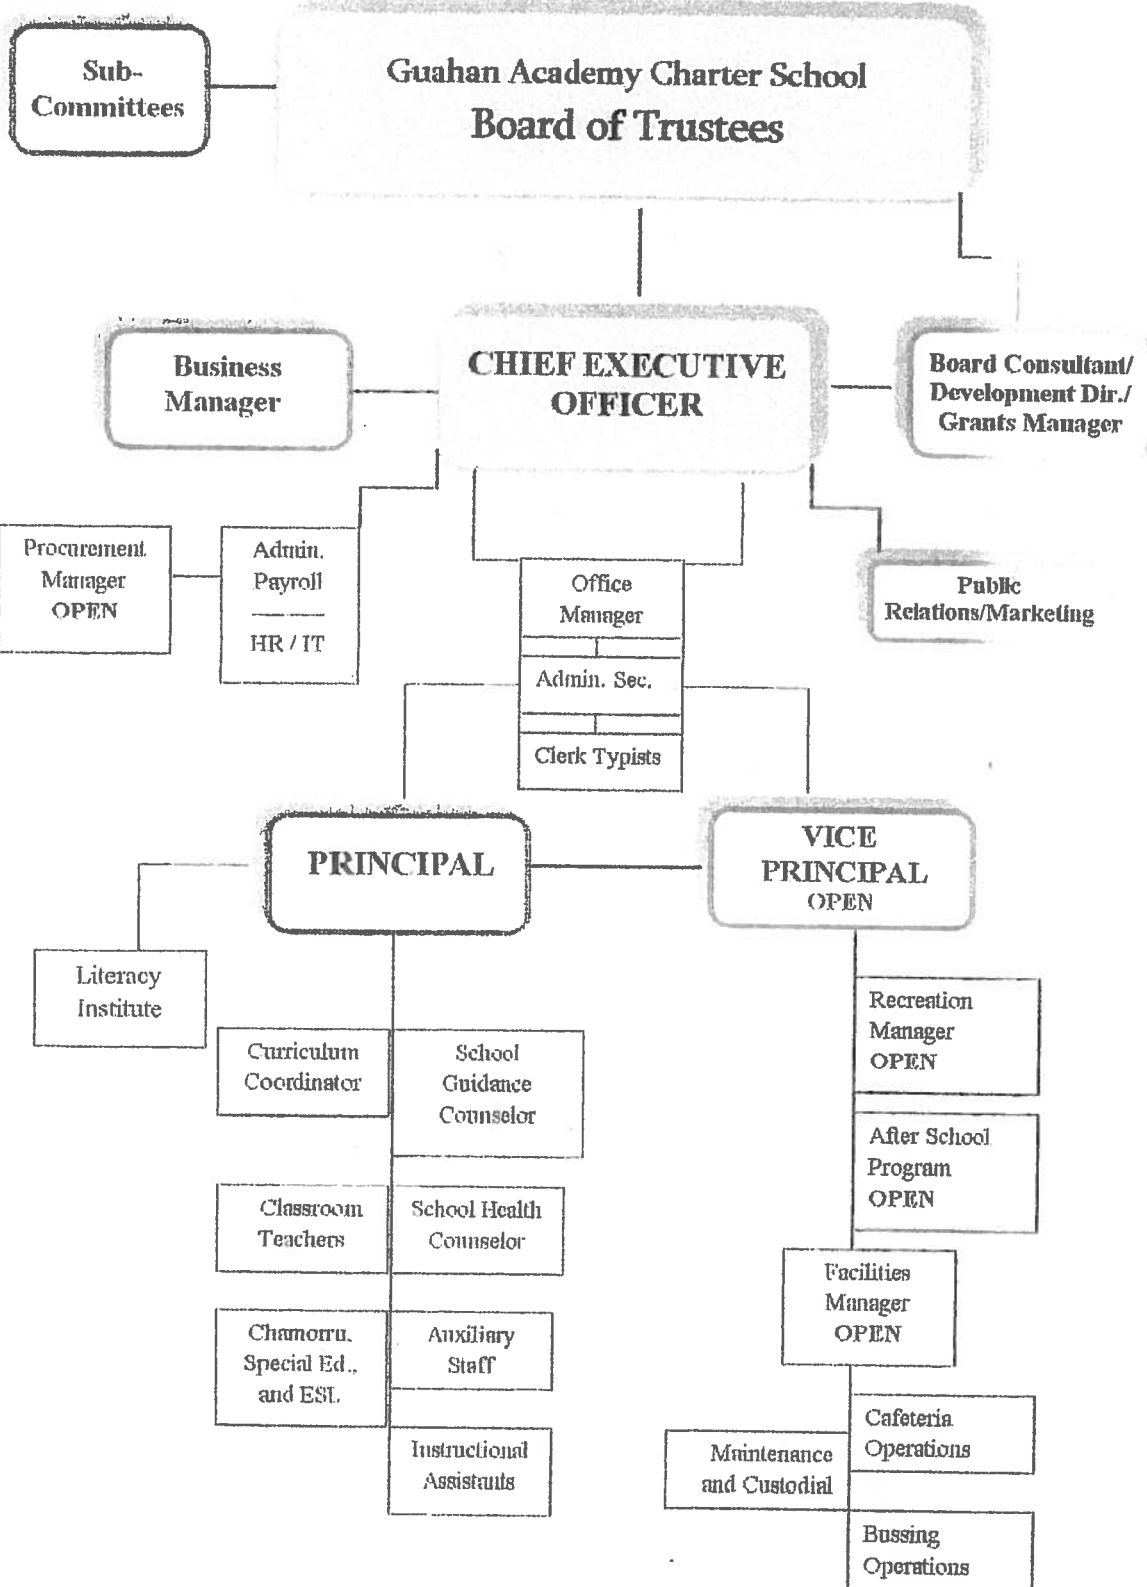 Sub-
Committees
Guahan Academy Charter School
Board of Trustees
Business
Manager
CHIEF EXECUTIVE
OFFICER
Board Consultant/
Development Dir./
Grants Manager
Procurement
Manager
OPEN
Admin.
Payroll
HR / IT
Office
Manager
Admin. Sec.
Clerk Typists
Public
Relations/Marketing
PRINCIPAL
VICE
PRINCIPAL
OPEN
Literacy
Institute
Curriculum
Coordinator
School
Guidance
Counselor
Classroom
Teachers
School Health
Counselor
Chamorru,
Special Ed.,
and ESL
Auxiliary
Staff
Instructional
Assistants
Recreation
Manager
OPEN
After School
Program
OPEN
Facilities
Manager
OPEN
Cafeteria
Operations
Maintenance
and Custodial
Bussing
Operations